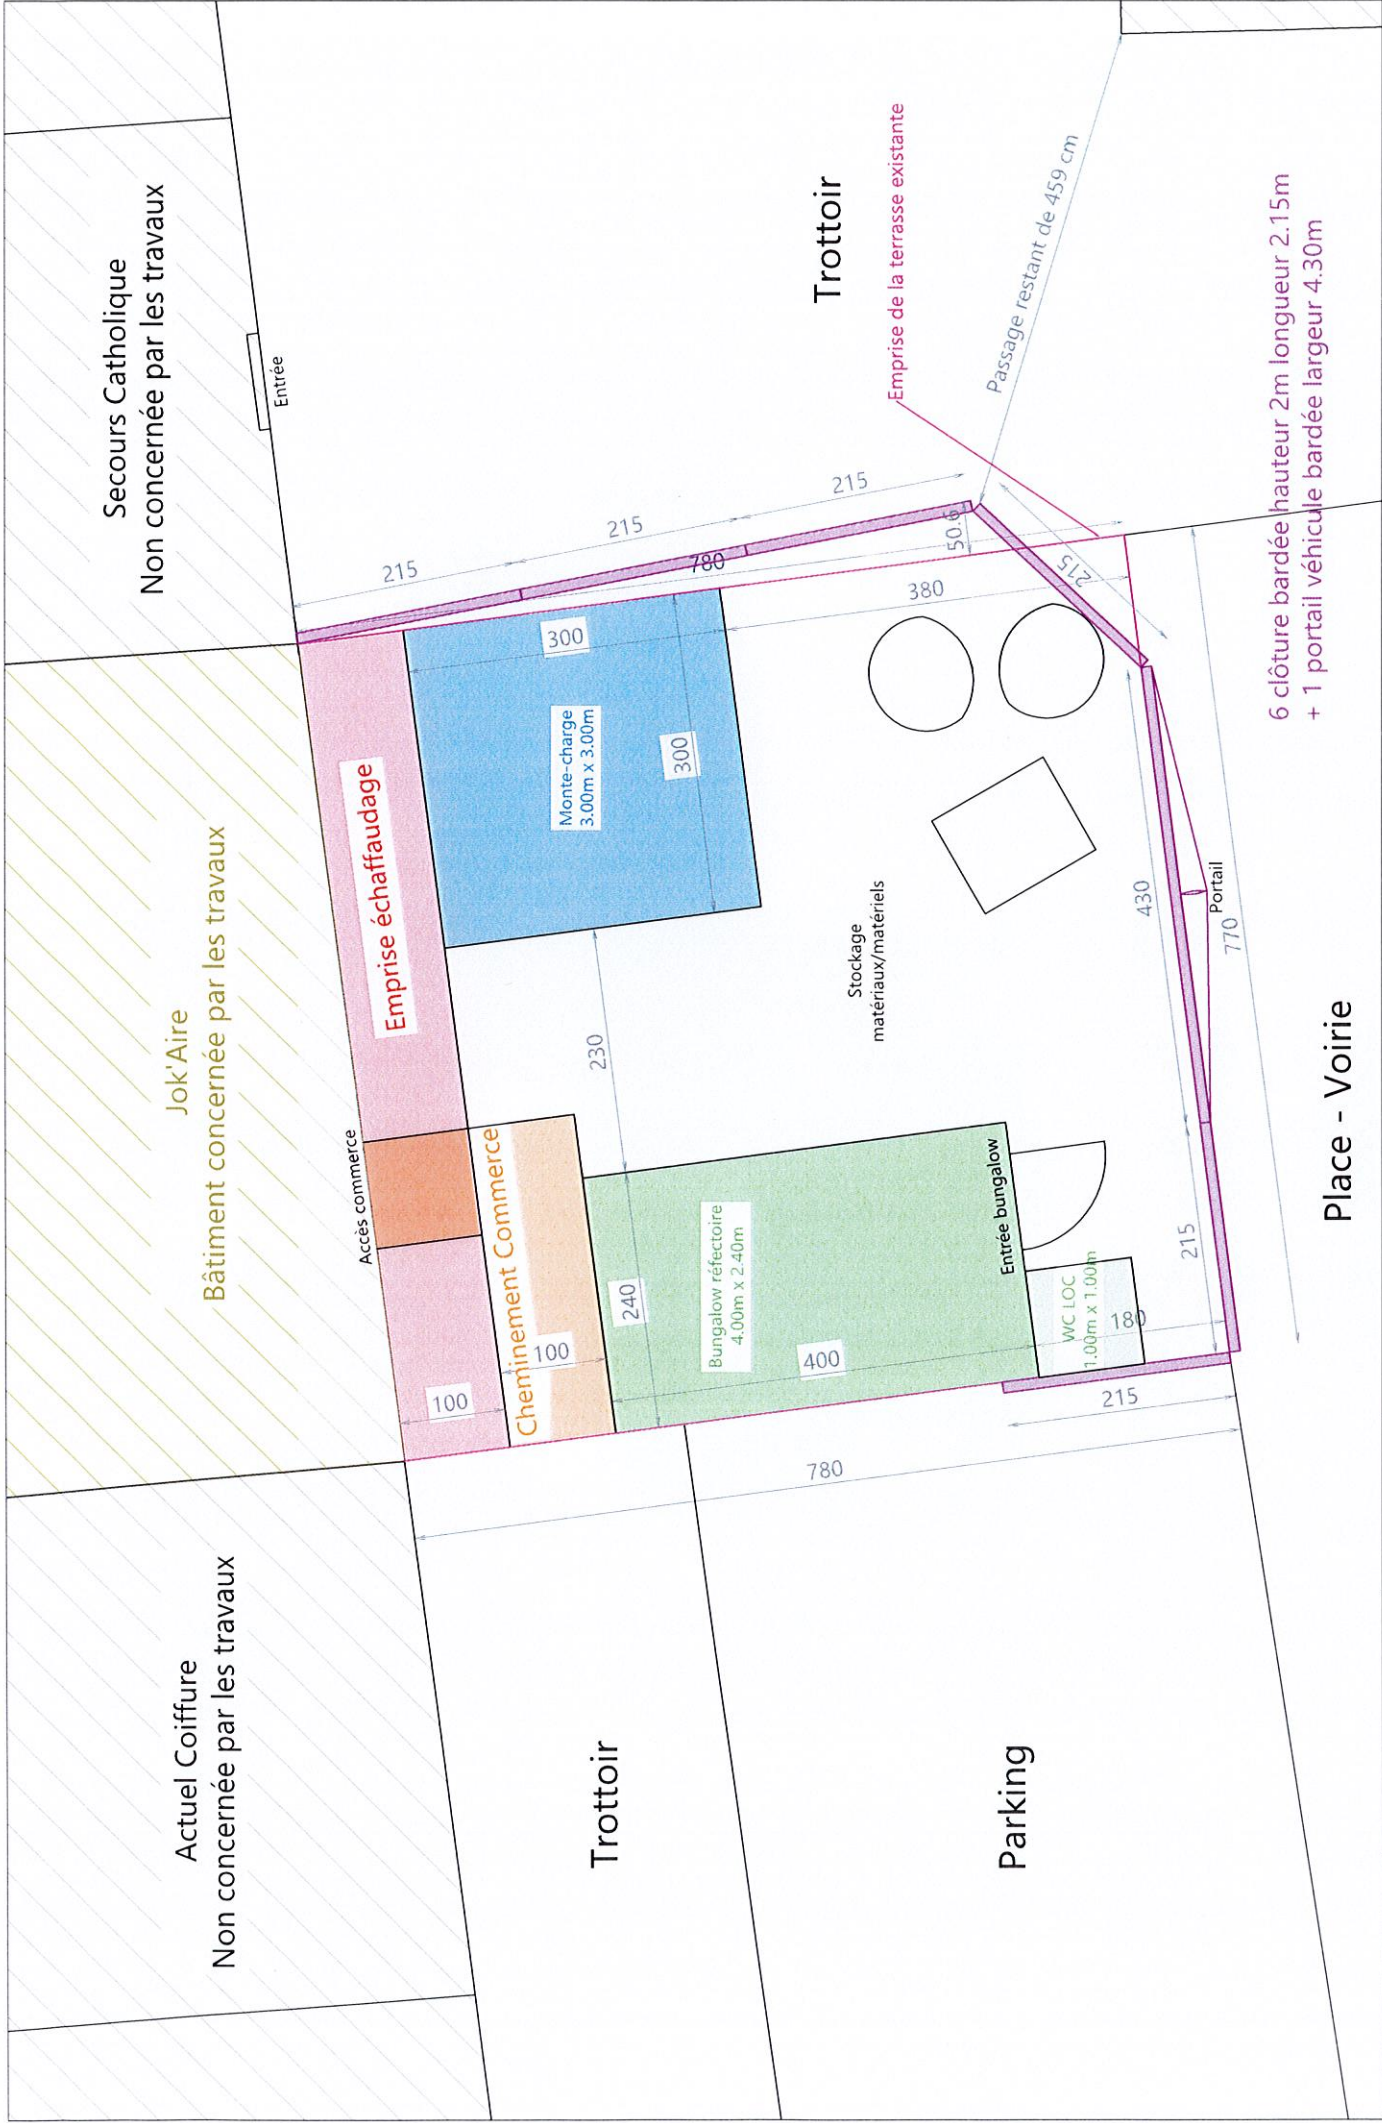 Actuel Coiffure
Non concernée par les travaux
Jok'Aire
Bâtiment concernée par les travaux
Secours Catholique
Non concernée par les travaux
Entrée
Accès commerce
Emprise échaffaudage
Cheminement Commerce
100
100
Monte-charge
3.00m x 3.00m
300
300
215
215
215
780
50.6
380
215
230
240
Bungalow réfectoire
4.00m x 2.40m
400
Entrée bungalow
WC LOC
1.00m x 1.00m
180
215
780
Stockage
matériaux/matériels
215
430
Portail
770
Trottoir
Parking
Trottoir
Emprise de la terrasse existante
Passage restant de 459 cm
Place - Voirie
6 clôture bardée hauteur 2m longueur 2.15m
+ 1 portail véhicule bardée largeur 4.30m